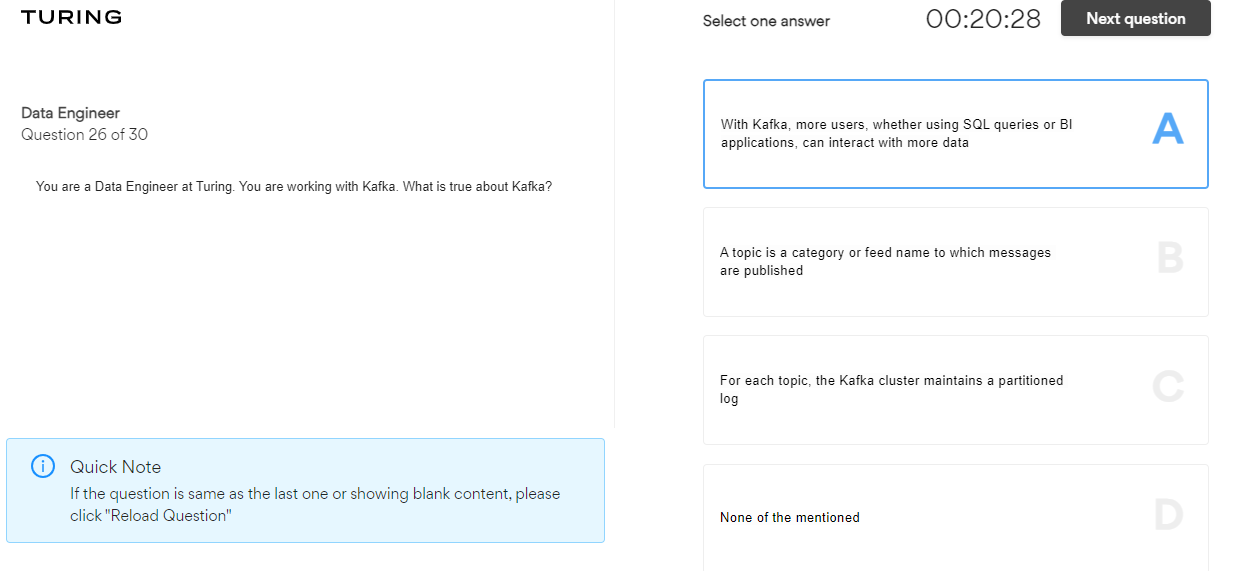 TURING
Select one answer
00:20:28
Next question
Data Engineer
Question 26 of 30
You are a Data Engineer at Turing. You are working with Kafka. What is true about Kafka?
Quick Note
If the question is same as the last one or showing blank content, please
click "Reload Question"
With Kafka, more users, whether using SQL queries or BI
applications, can interact with more data
A
A topic is a category or feed name to which messages
are published
B
For each topic, the Kafka cluster maintains a partitioned
log
C
None of the mentioned
D